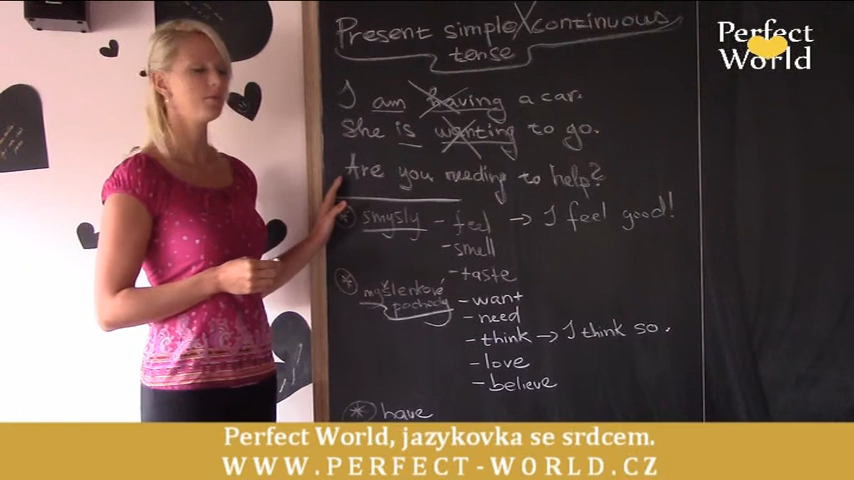 Present simple X continuous
tense
I am having a car.
She is wanting to go.
Are you needing to help?
smysly - feel → I feel good!
- smell
- taste
myšlenkové
pochody
- want
- need
- think → I think so.
- love
- believe
have
Perfect
World
Perfect World, jazykovka se srdcem.
WWW.PERFECT-WORLD.CZ